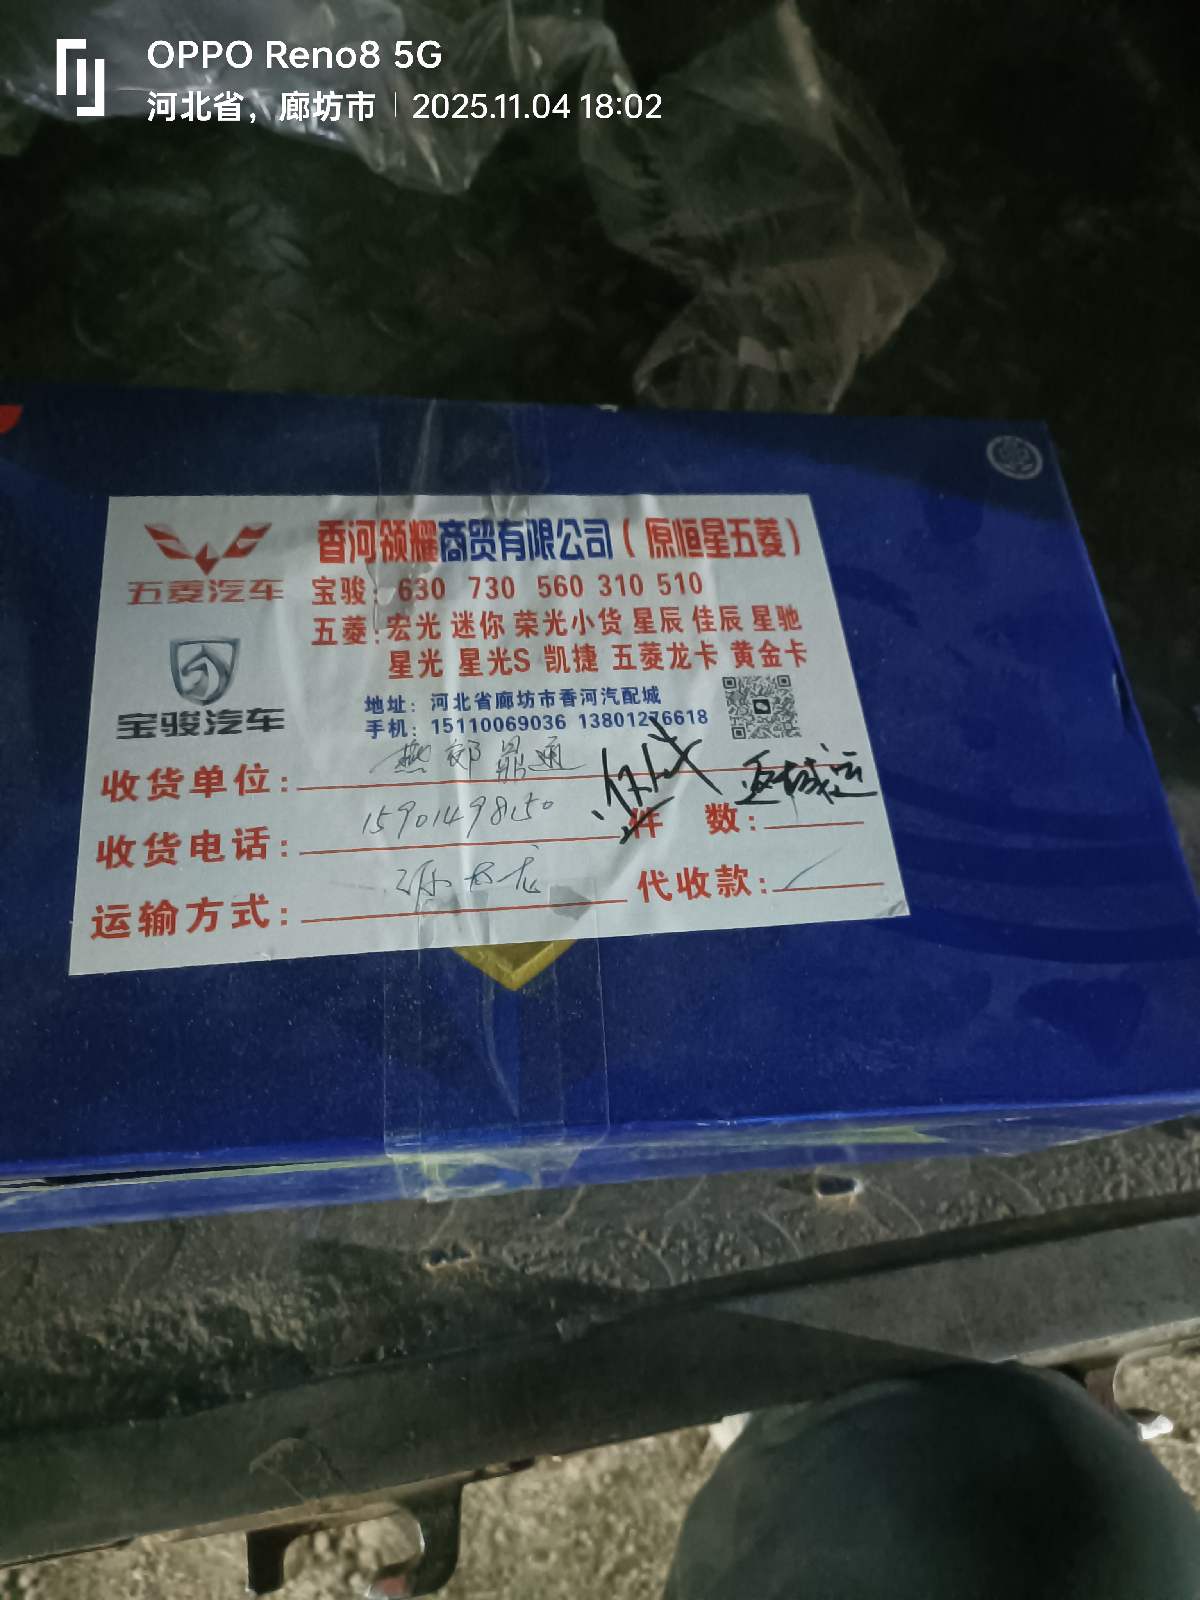 OPPO Reno8 5G
河北省，廊坊市 | 2025.11.04 18:02
香河领耀商贸有限公司（原恒星五菱）
五菱汽车
宝骏：630 730 560 310 510
五菱：宏光 迷你 荣光小货 星辰 佳辰 星驰
星光 星光S 凯捷 五菱龙卡 黄金卡
宝骏汽车
地址：河北省廊坊市香河汽配城
手机：15110069036 13801276618
收货单位：燕郊鼎通
收货电话：15901498150
件 数：
运输方式：
代收款：